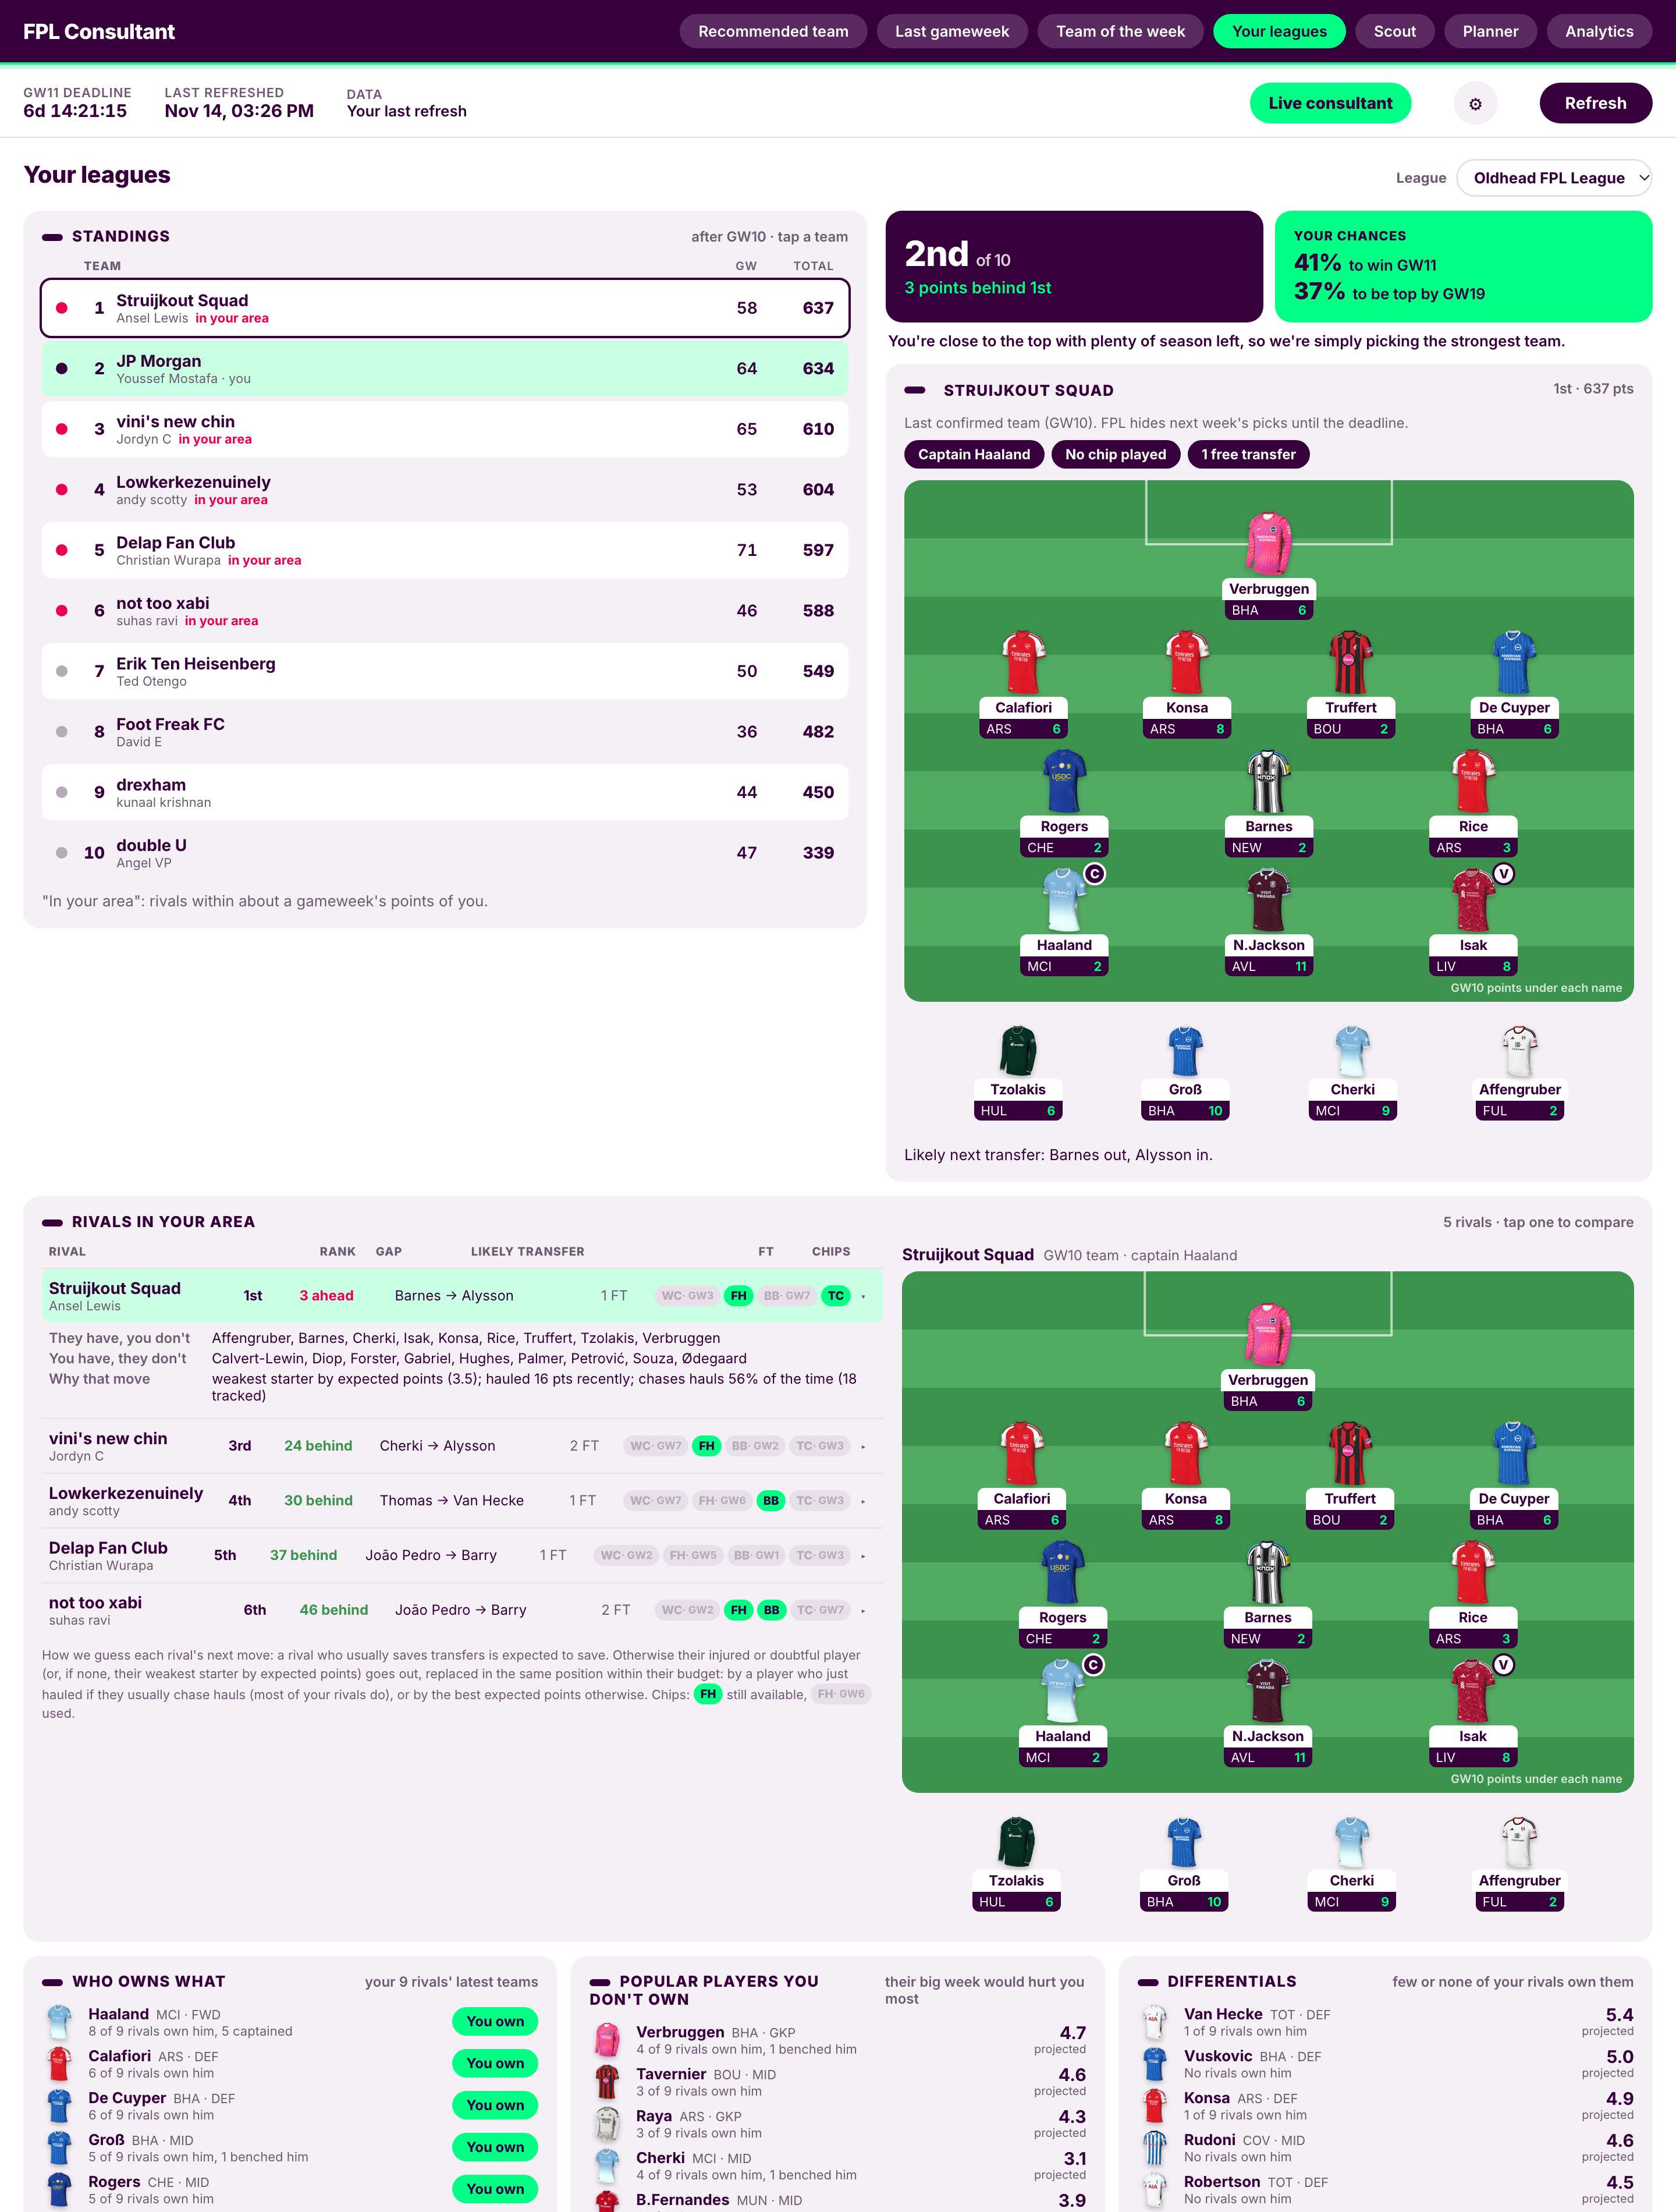 FPL Consultant
Recommended team
Last gameweek
Team of the week
Your leagues
Scout
Planner
Analytics
GW11 DEADLINE
6d 14:21:15
LAST REFRESHED
Nov 14, 03:26 PM
DATA
Your last refresh
Live consultant
Refresh
Your leagues
League
Oldhead FPL League
STANDINGS
after GW10 · tap a team
TEAM GW TOTAL
1 Struijkout Squad 58 637
Ansel Lewis in your area
2 JP Morgan 64 634
Youssef Mostafa · you
3 vini's new chin 65 610
Jordyn C in your area
4 Lowkerkezenuinely 53 604
andy scotty in your area
5 Delap Fan Club 71 597
Christian Wurapa in your area
6 not too xabi 46 588
suhas ravi in your area
7 Erik Ten Heisenberg 50 549
Ted Otengo
8 Foot Freak FC 36 482
David E
9 drexham 44 450
kunaal krishnan
10 double U 47 339
Angel VP
"In your area": rivals within about a gameweek's points of you.
2nd of 10
3 points behind 1st
YOUR CHANCES
41% to win GW11
37% to be top by GW19
You're close to the top with plenty of season left, so we're simply picking the strongest team.
STRUIJKOUT SQUAD
1st · 637 pts
Last confirmed team (GW10). FPL hides next week's picks until the deadline.
Captain Haaland
No chip played
1 free transfer
Verbruggen
BHA 6
Calafiori Konsa Truffert De Cuyper
ARS 6 ARS 8 BOU 2 BHA 6
Rogers Barnes Rice
CHE 2 NEW 2 ARS 3
C V
Haaland N.Jackson Isak
MCI 2 AVL 11 LIV 8
GW10 points under each name
Tzolakis Groß Cherki Affengruber
HUL 6 BHA 10 MCI 9 FUL 2
Likely next transfer: Barnes out, Alysson in.
RIVALS IN YOUR AREA
5 rivals · tap one to compare
RIVAL RANK GAP LIKELY TRANSFER FT CHIPS
Struijkout Squad 1st 3 ahead Barnes → Alysson 1 FT WC · GW3 FH BB · GW7 TC
Ansel Lewis
They have, you don't Affengruber, Barnes, Cherki, Isak, Konsa, Rice, Truffert, Tzolakis, Verbruggen
You have, they don't Calvert-Lewin, Diop, Forster, Gabriel, Hughes, Palmer, Petrović, Souza, Ødegaard
Why that move weakest starter by expected points (3.5); hauled 16 pts recently; chases hauls 56% of the time (18
tracked)
vini's new chin 3rd 24 behind Cherki → Alysson 2 FT WC · GW7 FH BB · GW2 TC · GW3
Jordyn C
Lowkerkezenuinely 4th 30 behind Thomas → Van Hecke 1 FT WC · GW7 FH · GW6 BB TC · GW3
andy scotty
Delap Fan Club 5th 37 behind João Pedro → Barry 1 FT WC · GW2 FH · GW5 BB · GW1 TC · GW3
Christian Wurapa
not too xabi 6th 46 behind João Pedro → Barry 2 FT WC · GW2 FH BB TC · GW7
suhas ravi
How we guess each rival's next move: a rival who usually saves transfers is expected to save. Otherwise their injured or doubtful player
(or, if none, their weakest starter by expected points) goes out, replaced in the same position within their budget: by a player who just
hauled if they usually chase hauls (most of your rivals do), or by the best expected points otherwise. Chips: FH still available, FH · GW6
used.
Struijkout Squad GW10 team · captain Haaland
Verbruggen
BHA 6
Calafiori Konsa Truffert De Cuyper
ARS 6 ARS 8 BOU 2 BHA 6
Rogers Barnes Rice
CHE 2 NEW 2 ARS 3
C V
Haaland N.Jackson Isak
MCI 2 AVL 11 LIV 8
GW10 points under each name
Tzolakis Groß Cherki Affengruber
HUL 6 BHA 10 MCI 9 FUL 2
WHO OWNS WHAT
your 9 rivals' latest teams
Haaland MCI · FWD
8 of 9 rivals own him, 5 captained
You own
Calafiori ARS · DEF
6 of 9 rivals own him
You own
De Cuyper BHA · DEF
6 of 9 rivals own him
You own
Groß BHA · MID
5 of 9 rivals own him, 1 benched him
You own
Rogers CHE · MID
5 of 9 rivals own him
You own
POPULAR PLAYERS YOU
DON'T OWN
their big week would hurt you
most
Verbruggen BHA · GKP 4.7
4 of 9 rivals own him, 1 benched him projected
Tavernier BOU · MID 4.6
3 of 9 rivals own him projected
Raya ARS · GKP 4.3
3 of 9 rivals own him projected
Cherki MCI · MID 3.1
4 of 9 rivals own him, 1 benched him projected
B.Fernandes MUN · MID 3.9
DIFFERENTIALS
few or none of your rivals own them
Van Hecke TOT · DEF 5.4
1 of 9 rivals own him projected
Vuskovic BHA · DEF 5.0
No rivals own him projected
Konsa ARS · DEF 4.9
1 of 9 rivals own him projected
Rudoni COV · MID 4.6
No rivals own him projected
Robertson TOT · DEF 4.5
No rivals own him projected